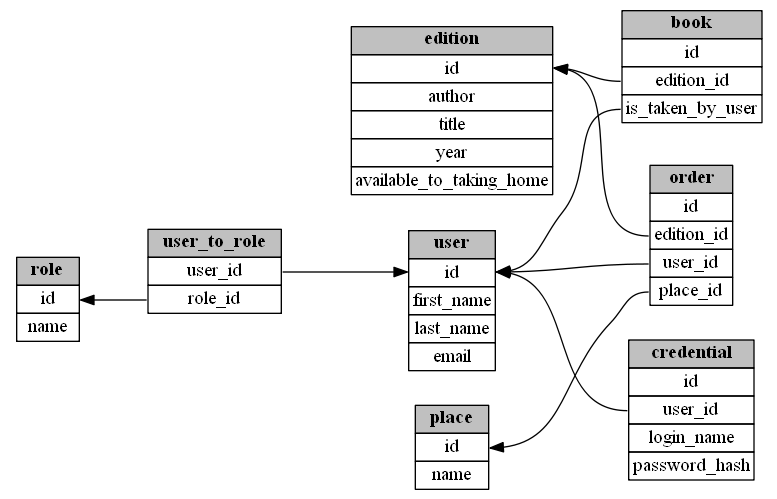 edition
id
author
title
year
available_to_taking_home
book
id
edition_id
is_taken_by_user
order
id
edition_id
user_id
place_id
role
id
name
user_to_role
user_id
role_id
user
id
first_name
last_name
email
credential
id
user_id
login_name
password_hash
place
id
name